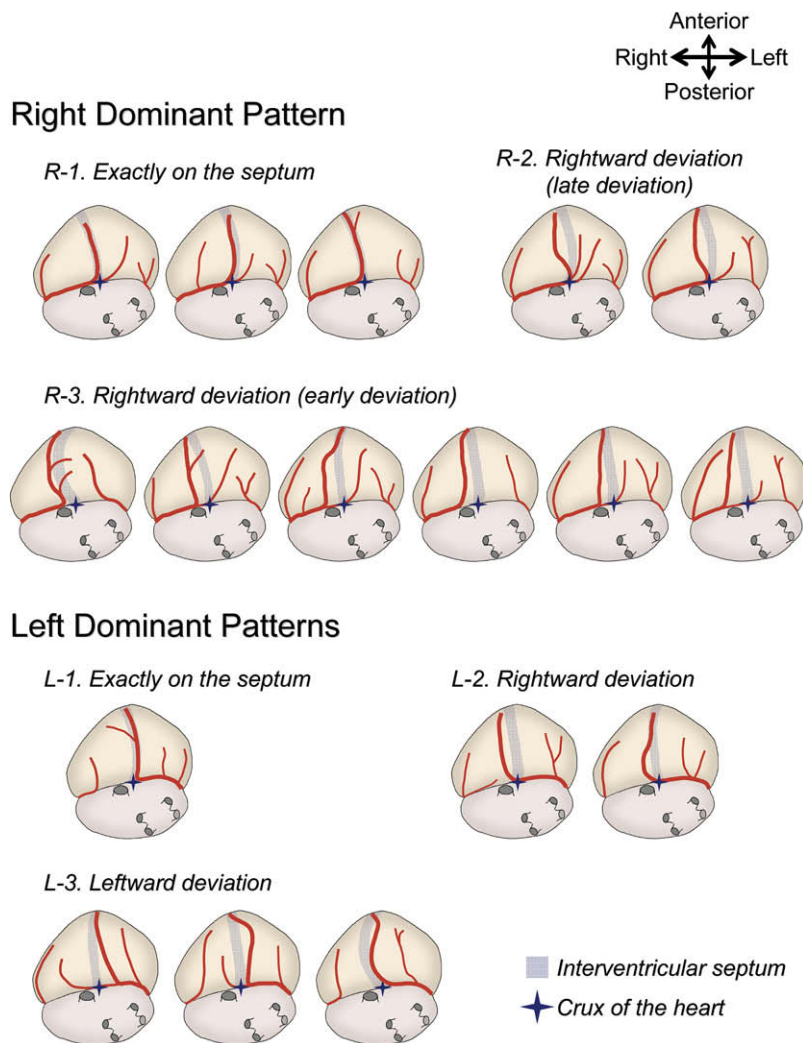 Anterior
Right Left
Posterior
Right Dominant Pattern
R-1. Exactly on the septum
R-2. Rightward deviation
(late deviation)
R-3. Rightward deviation (early deviation)
Left Dominant Patterns
L-1. Exactly on the septum
L-2. Rightward deviation
L-3. Leftward deviation
Interventricular septum
Crux of the heart